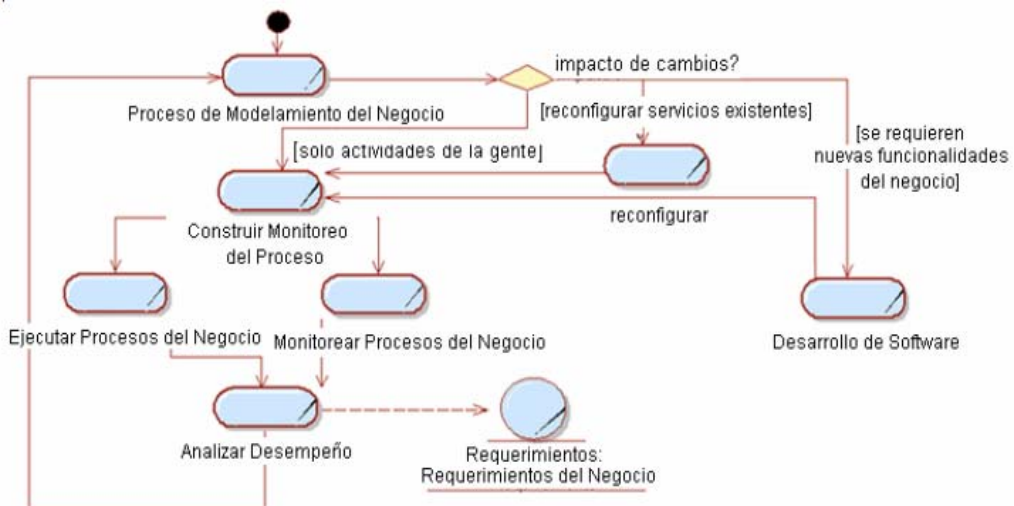 impacto de cambios?
Proceso de Modelamiento del Negocio
[reconfigurar servicios existentes]
[se requieren
nuevas funcionalidades
del negocio]
[solo actividades de la gente]
reconfigurar
Construir Monitoreo
del Proceso
Ejecutar Procesos del Negocio
Monitorear Procesos del Negocio
Desarrollo de Software
Analizar Desempeño
Requerimientos:
Requerimientos del Negocio